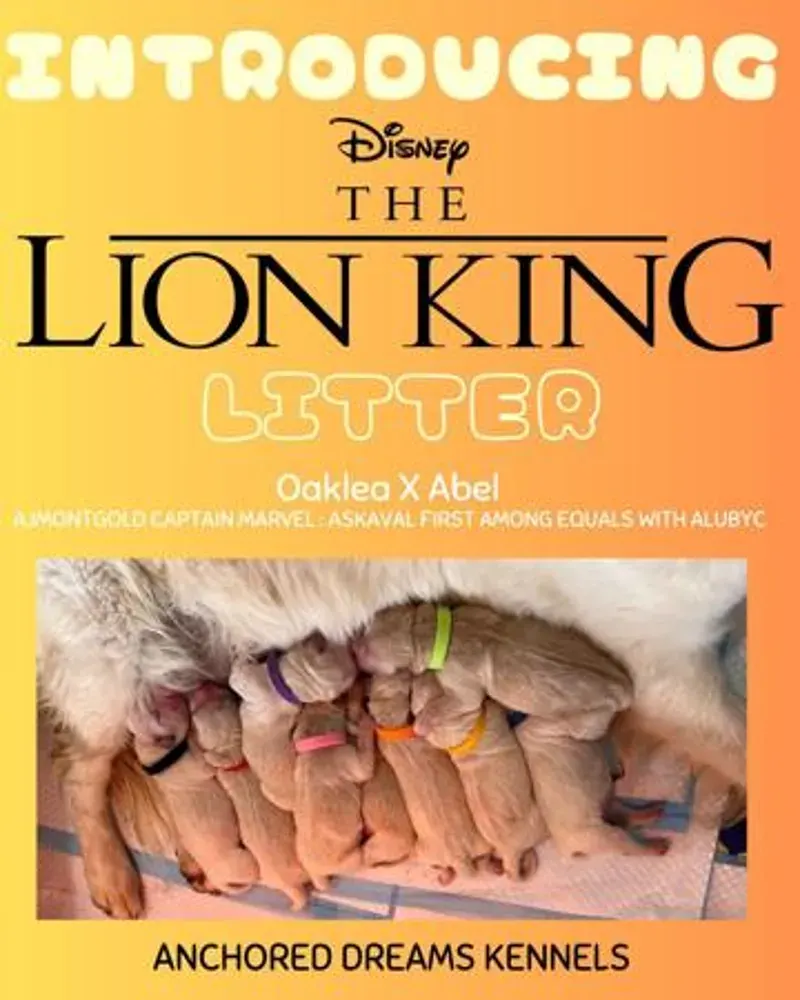 INTRODUCING
Disney
THE
LION KING
LITTER
Oaklea X Abel
AJMONTGOLD CAPTAIN MARVEL : ASKAVAL FIRST AMONG EQUALS WITH ALUBYC
ANCHORED DREAMS KENNELS